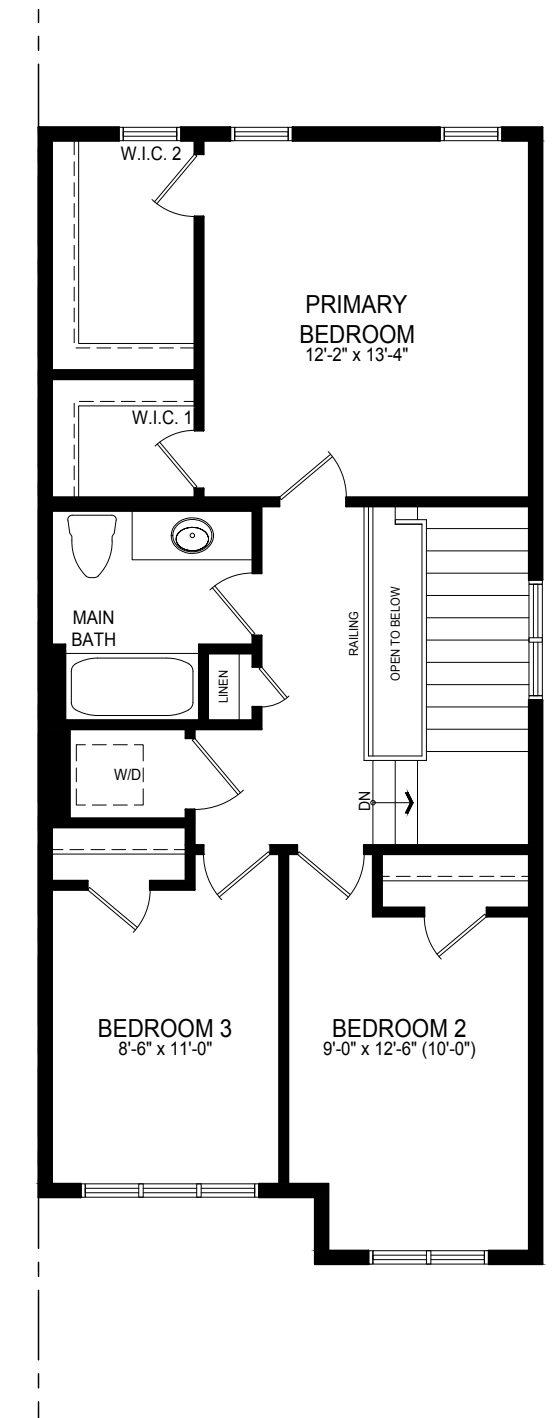 W.I.C. 2
PRIMARY
BEDROOM
12'-2" x 13'-4"
W.I.C. 1
MAIN
BATH
RAILING
OPEN TO BELOW
LINEN
W/D
DN
BEDROOM 3
8'-6" x 11'-0"
BEDROOM 2
9'-0" x 12'-6" (10'-0")